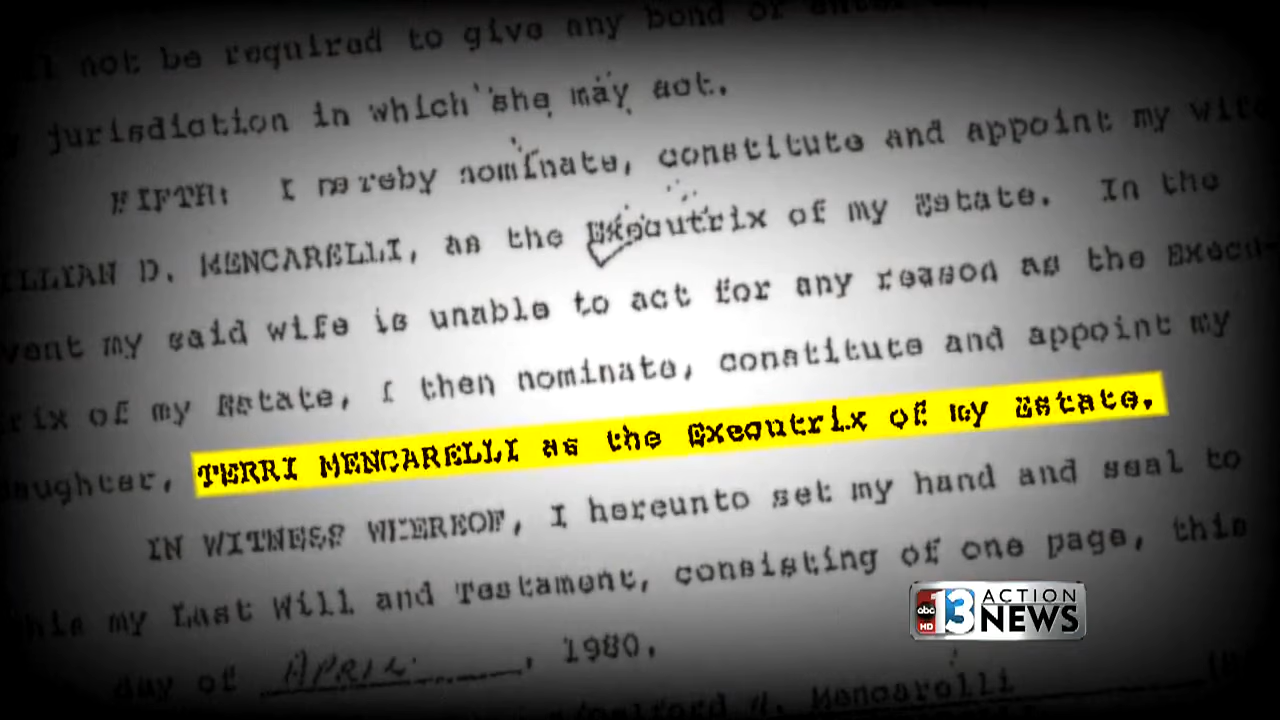 not be required to give any bond or
jurisdiction in which she may act.
FIFTH: I hereby nominate, constitute and appoint my wife
LLIAN D. MENCARELLI, as the Executrix of my Estate. In the
vent my said wife is unable to act for any reason as the Execu-
rix of my Estate, I then nominate, constitute and appoint my
aughter, TERRI MENCARELLI as the Executrix of my Estate.
IN WITNESS WHEREOF, I hereunto set my hand and seal to
this my Last Will and Testament, consisting of one page, this
day of APRIL, 1980.
Mencarelli
abc 13 HD ACTION NEWS